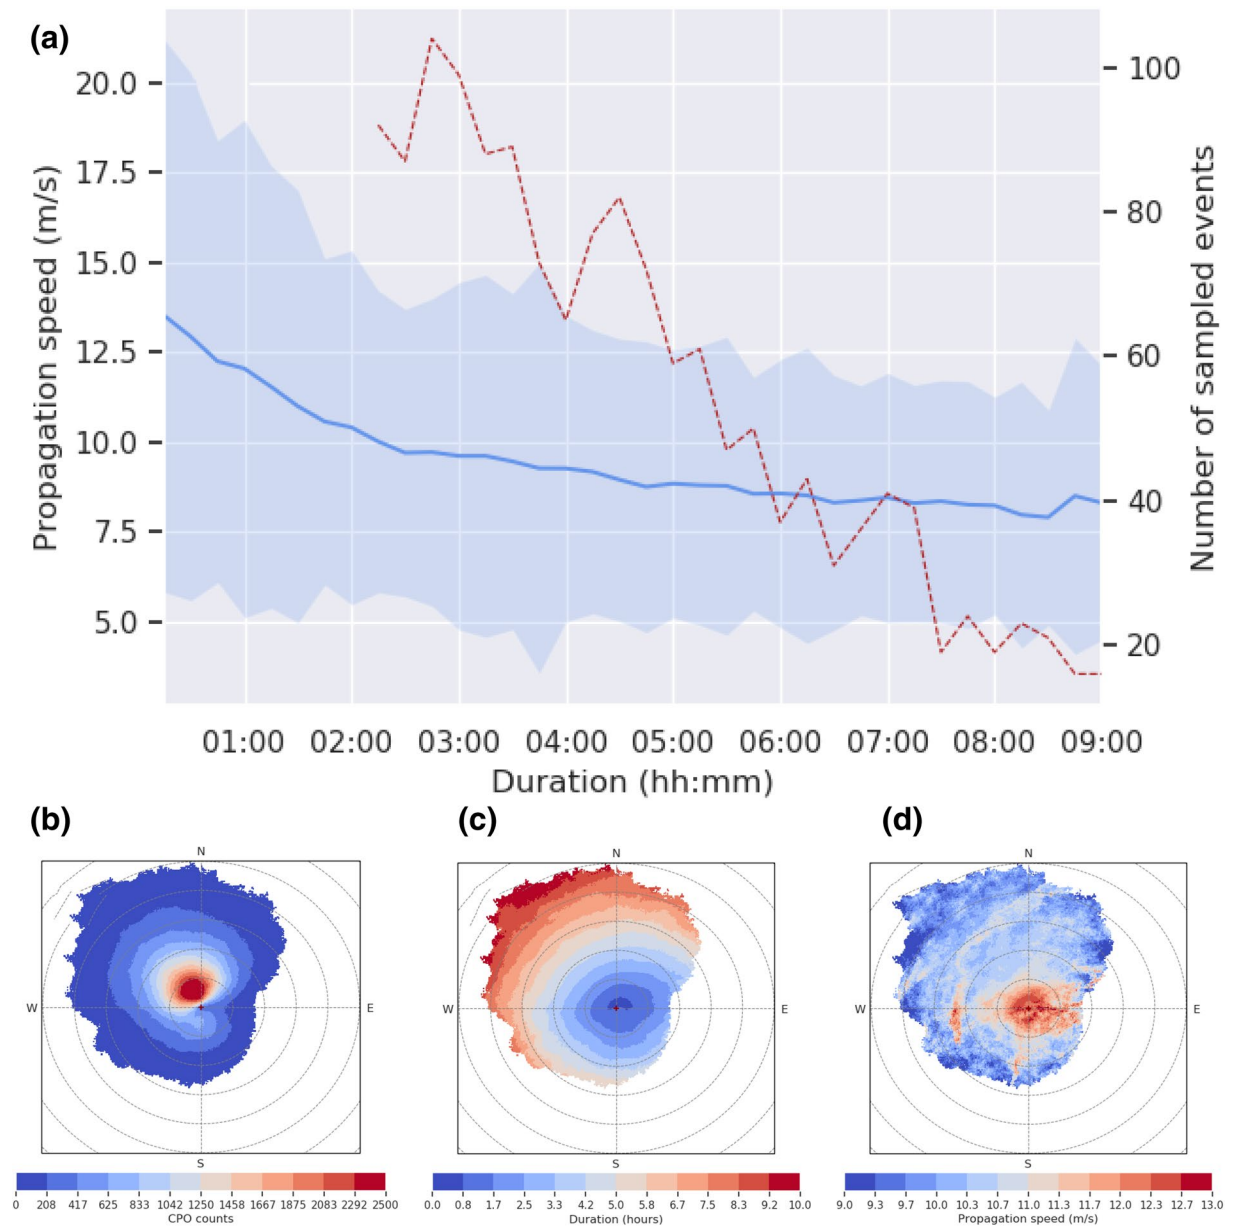 (a)
Propagation speed (m/s)
20.0
17.5
15.0
12.5
10.0
7.5
5.0
100
80
60
40
20
Number of sampled events
01:00 02:00 03:00 04:00 05:00 06:00 07:00 08:00 09:00
Duration (hh:mm)
(b) (c) (d)
N N N
W E W E W E
S S S
0 208 417 625 833 1042 1250 1458 1667 1875 2083 2292 2500
CPO counts
0.0 0.8 1.7 2.5 3.3 4.2 5.0 5.8 6.7 7.5 8.3 9.2 10.0
Duration (hours)
9.0 9.3 9.7 10.0 10.3 10.7 11.0 11.3 11.7 12.0 12.3 12.7 13.0
Propagation speed (m/s)